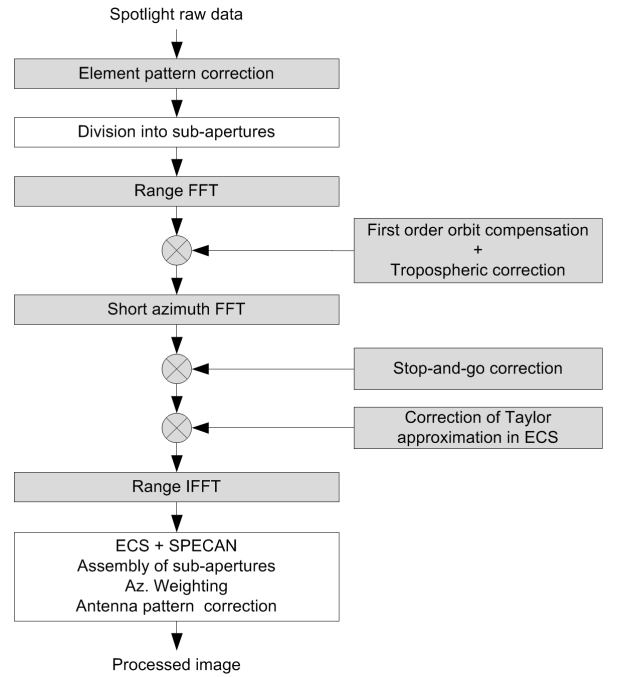 Spotlight raw data
Element pattern correction
Division into sub-apertures
Range FFT
First order orbit compensation
+
Tropospheric correction
Short azimuth FFT
Stop-and-go correction
Correction of Taylor
approximation in ECS
Range IFFT
ECS + SPECAN
Assembly of sub-apertures
Az. Weighting
Antenna pattern correction
Processed image